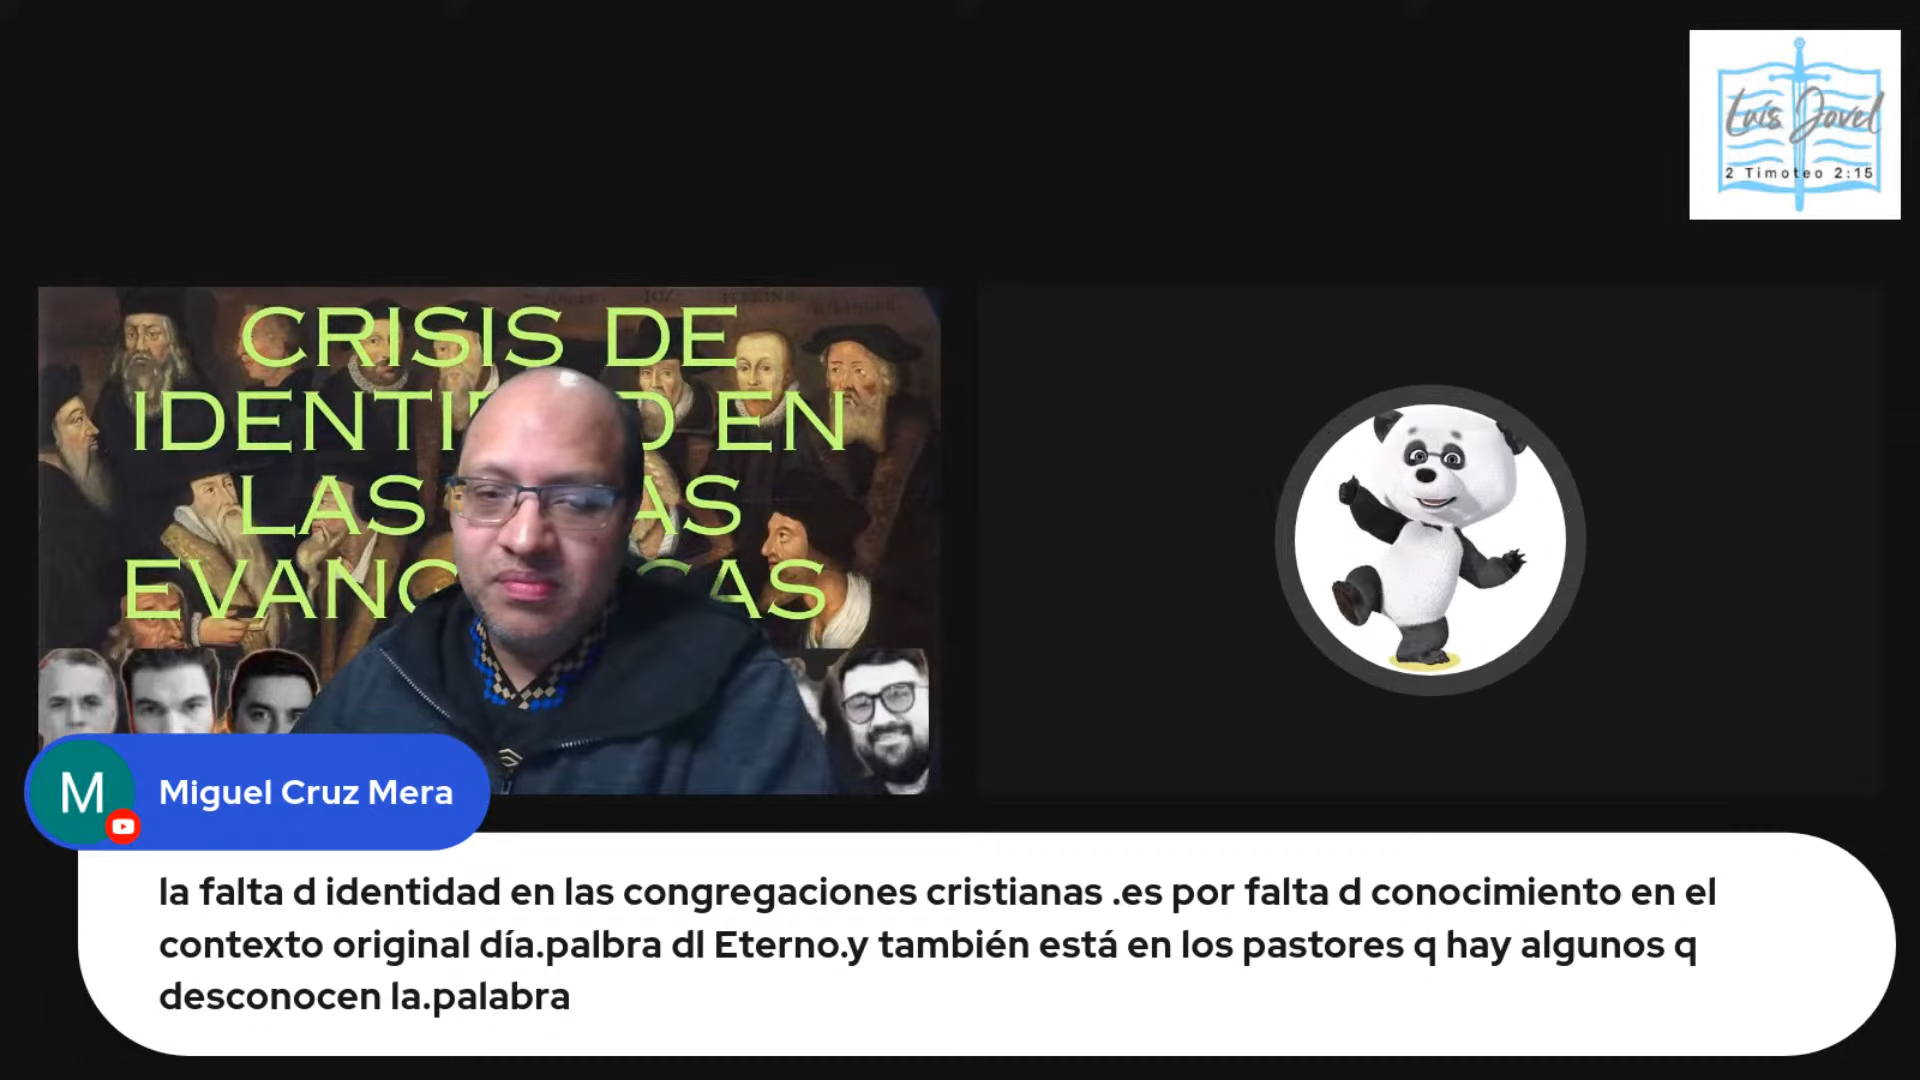 Luis Jovel
2 Timoteo 2:15
CRISIS DE
IDENTI D EN
LAS AS
EVANG CAS
M Miguel Cruz Mera
la falta d identidad en las congregaciones cristianas .es por falta d conocimiento en el
contexto original día.palbra dl Eterno.y también está en los pastores q hay algunos q
desconocen la.palabra